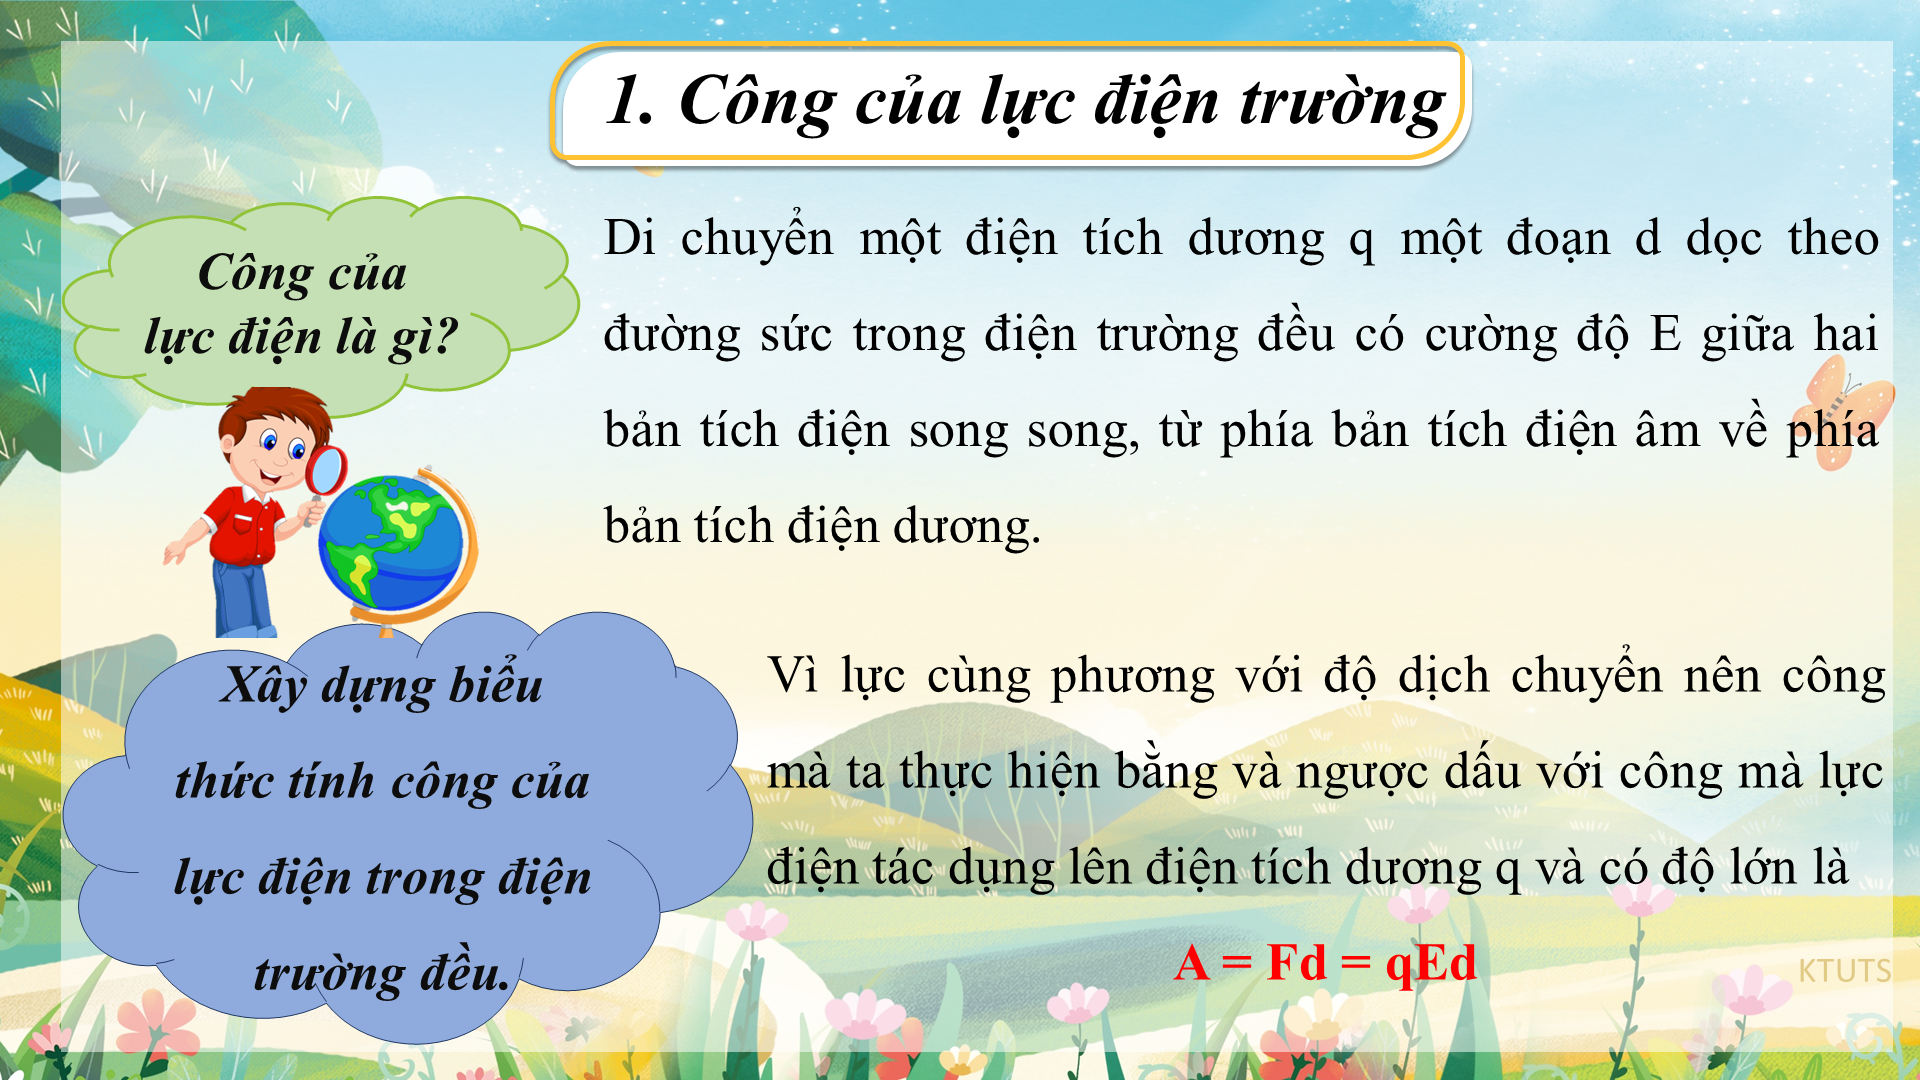 1. Công của lực điện trường
Công của
lực điện là gì?
Di chuyển một điện tích dương q một đoạn d dọc theo
đường sức trong điện trường đều có cường độ E giữa hai
bản tích điện song song, từ phía bản tích điện âm về phía
bản tích điện dương.
Xây dựng biểu
thức tính công của
lực điện trong điện
trường đều.
Vì lực cùng phương với độ dịch chuyển nên công
mà ta thực hiện bằng và ngược dấu với công mà lực
điện tác dụng lên điện tích dương q và có độ lớn là
A = Fd = qEd
KTUTS